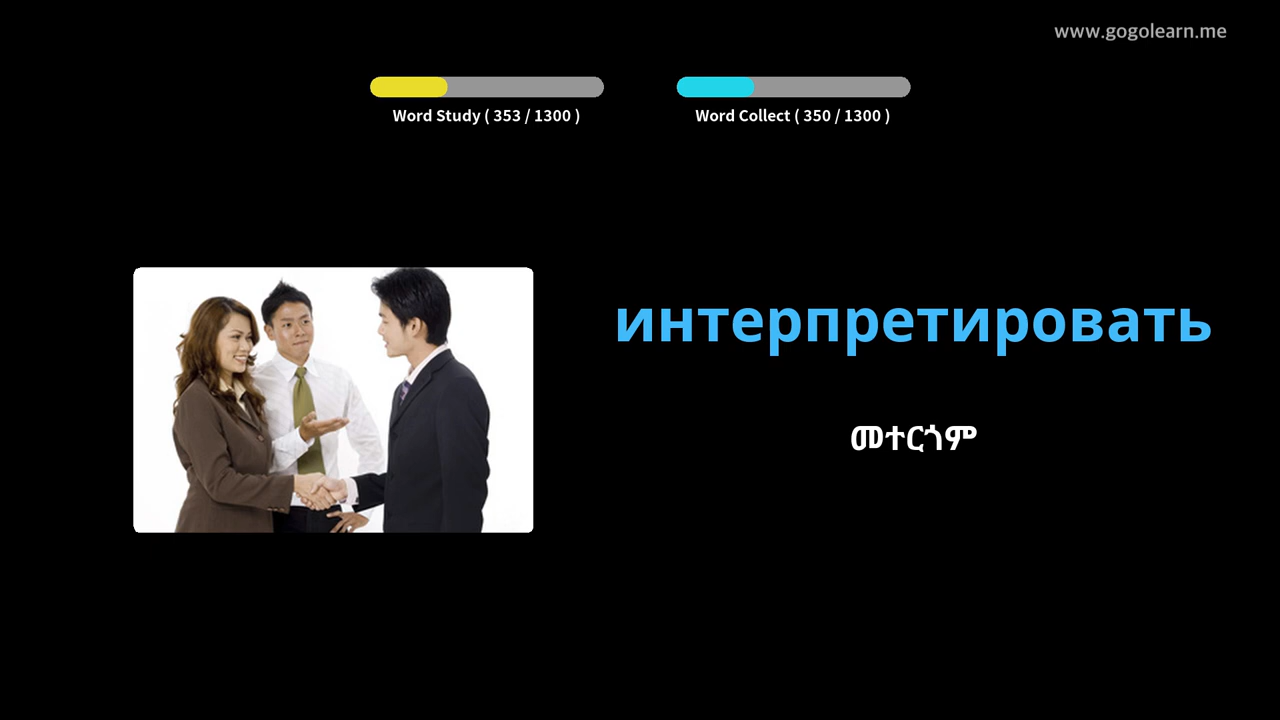 www.gogolearn.me
Word Study ( 353 / 1300 )
Word Collect ( 350 / 1300 )
интерпретировать
መተርጎም